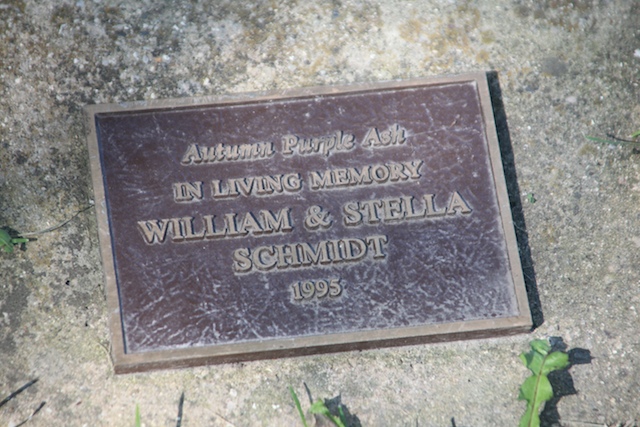 Autumn Purple Ash
IN LIVING MEMORY
WILLIAM & STELLA
SCHMIDT
1995